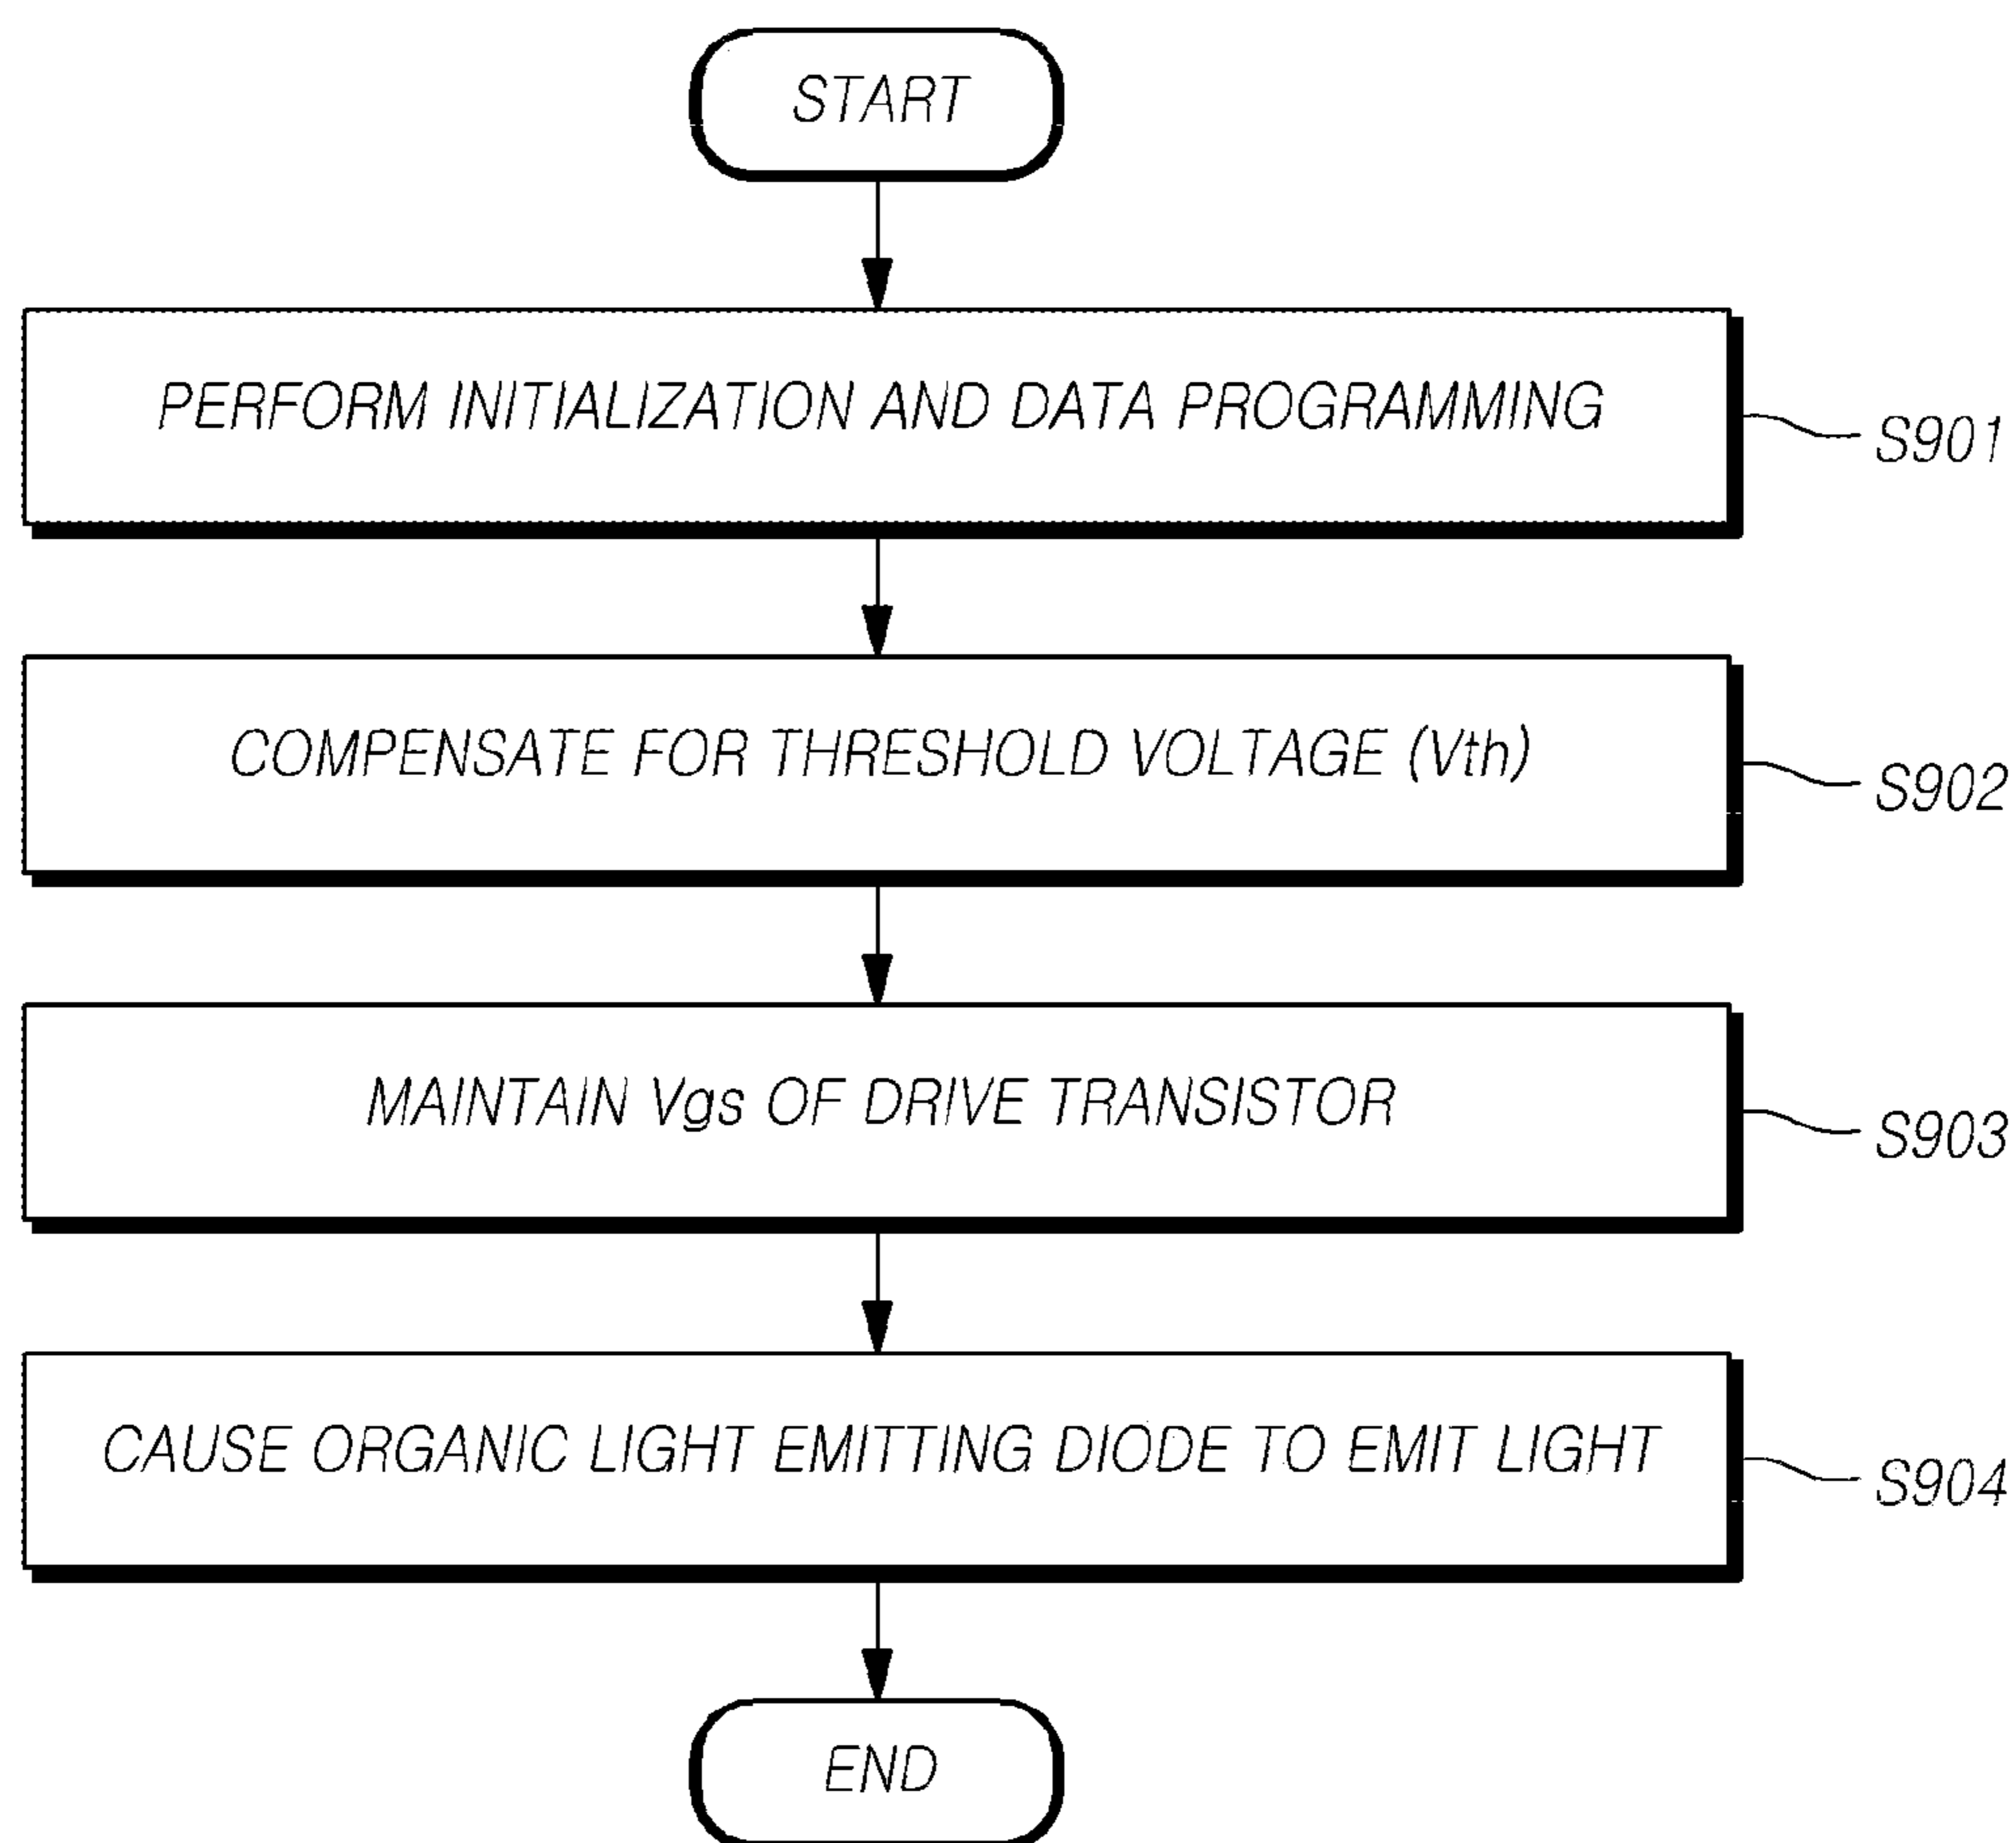 START
PERFORM INITIALIZATION AND DATA PROGRAMMING
S901
COMPENSATE FOR THRESHOLD VOLTAGE (Vth)
S902
MAINTAIN Vgs OF DRIVE TRANSISTOR
S903
CAUSE ORGANIC LIGHT EMITTING DIODE TO EMIT LIGHT
S904
END